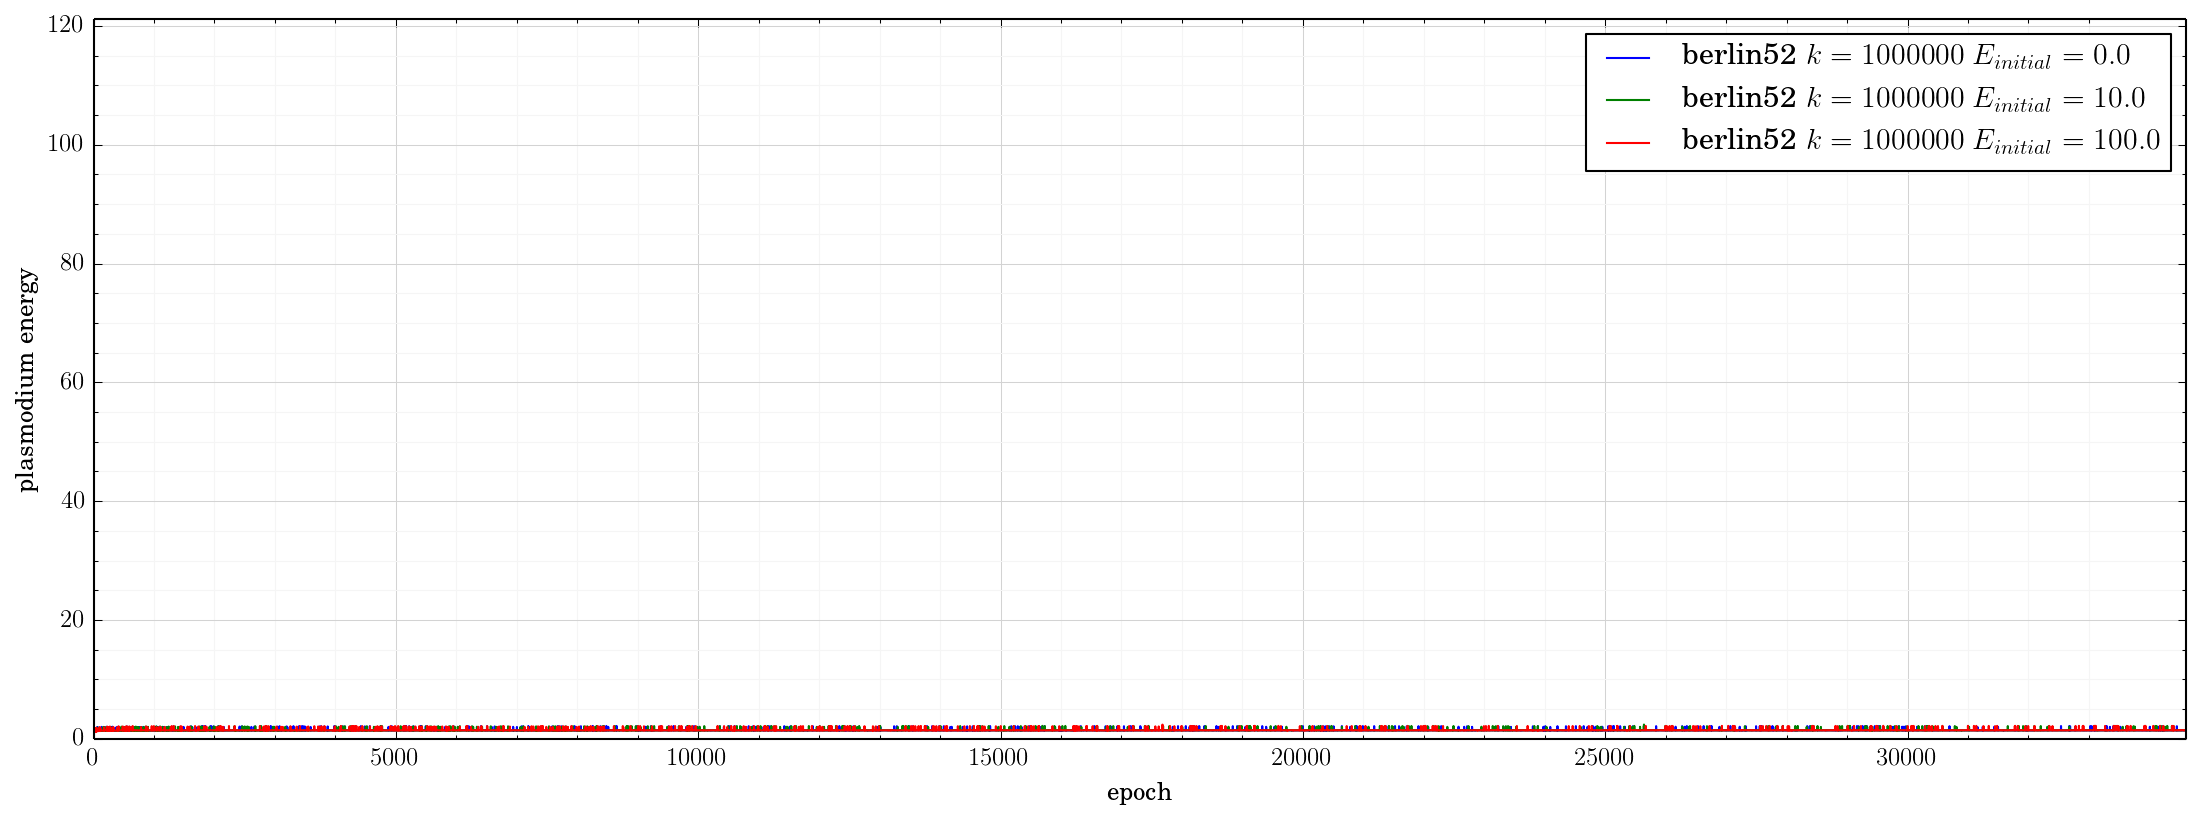 120
100
80
60
40
20
0
plasmodium energy
berlin52 k = 1000000 E_initial = 0.0
berlin52 k = 1000000 E_initial = 10.0
berlin52 k = 1000000 E_initial = 100.0
0 5000 10000 15000 20000 25000 30000
epoch